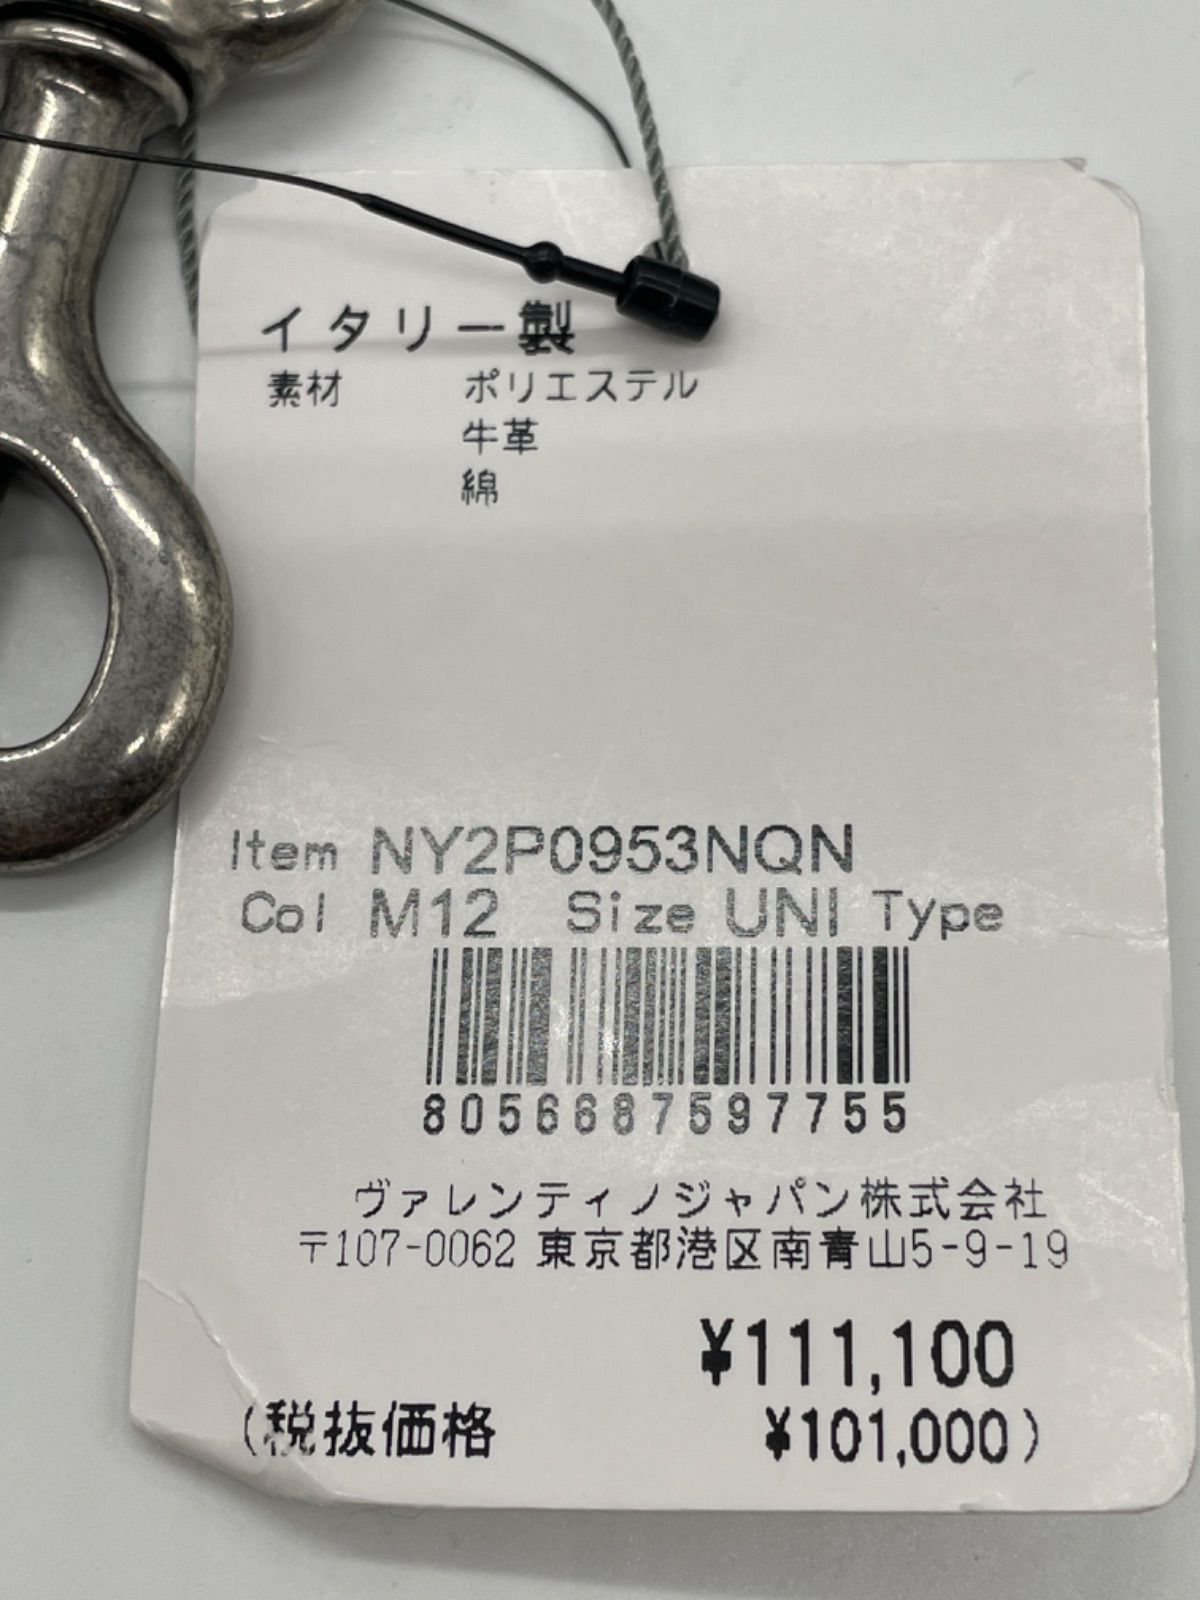 イタリー製
素材 ポリエステル
牛革
綿
Item NY2P0953NQN
Col M12 Size UNI Type
8056687597755
ヴァレンティノジャパン株式会社
〒107-0062 東京都港区南青山5-9-19
¥111,100
(税抜価格 ¥101,000)